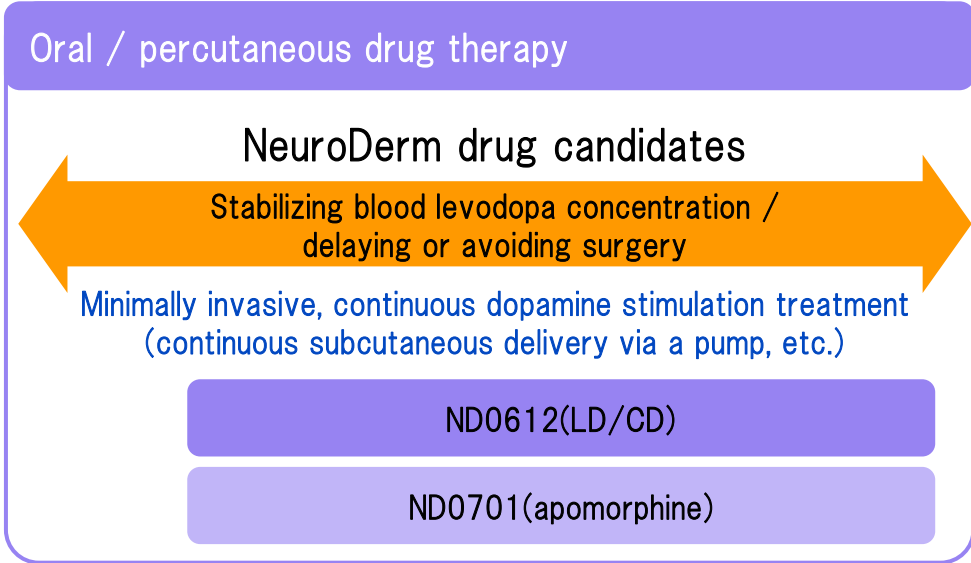 Oral / percutaneous drug therapy
NeuroDerm drug candidates
Stabilizing blood levodopa concentration /
delaying or avoiding surgery
Minimally invasive, continuous dopamine stimulation treatment
(continuous subcutaneous delivery via a pump, etc.)
ND0612(LD/CD)
ND0701(apomorphine)